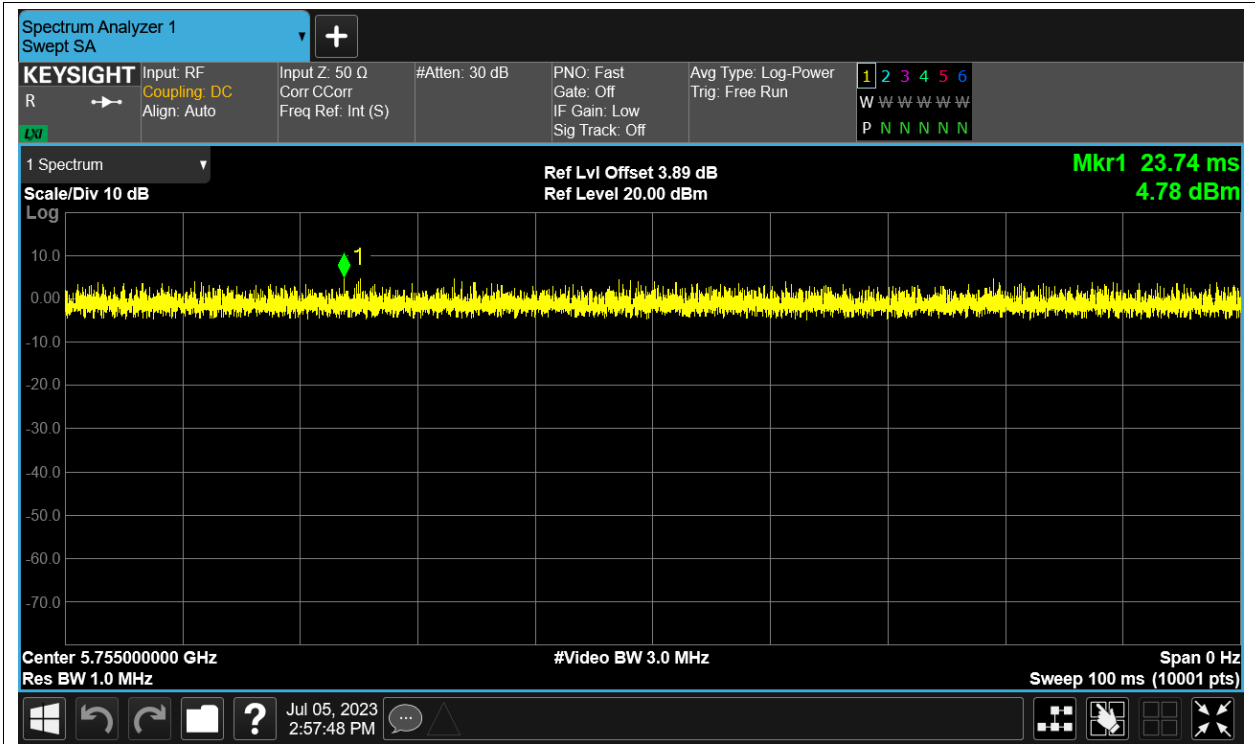 Spectrum Analyzer 1
Swept SA
KEYSIGHT
R
LXI
Input: RF
Coupling: DC
Align: Auto
Input Z: 50 Ω
Corr CCorr
Freq Ref: Int (S)
#Atten: 30 dB
PNO: Fast
Gate: Off
IF Gain: Low
Sig Track: Off
Avg Type: Log-Power
Trig: Free Run
1 2 3 4 5 6
W W W W W W
P N N N N N
1 Spectrum
Ref Lvl Offset 3.89 dB
Mkr1 23.74 ms
Scale/Div 10 dB
Ref Level 20.00 dBm
4.78 dBm
Log
1
10.0
0.00
-10.0
-20.0
-30.0
-40.0
-50.0
-60.0
-70.0
Center 5.755000000 GHz
#Video BW 3.0 MHz
Span 0 Hz
Res BW 1.0 MHz
Sweep 100 ms (10001 pts)
?
Jul 05, 2023
2:57:48 PM